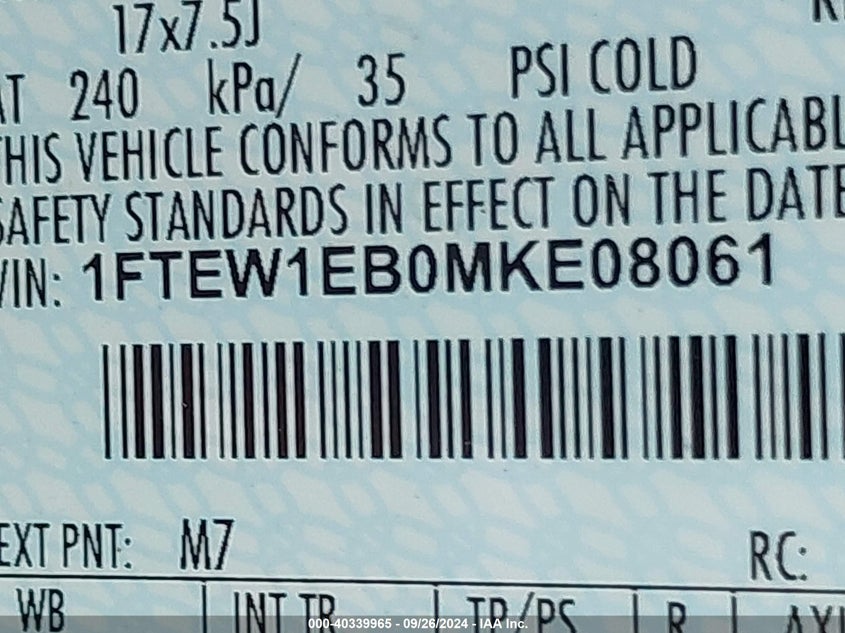 17x7.5J
AT 240 kPa/ 35 PSI COLD
THIS VEHICLE CONFORMS TO ALL APPLICABL
SAFETY STANDARDS IN EFFECT ON THE DATE
VIN: 1FTEW1EB0MKE08061
EXT PNT: M7 RC:
WB INT TR TP/PS R AXL
000-40339965 - 09/26/2024 - IAA Inc.